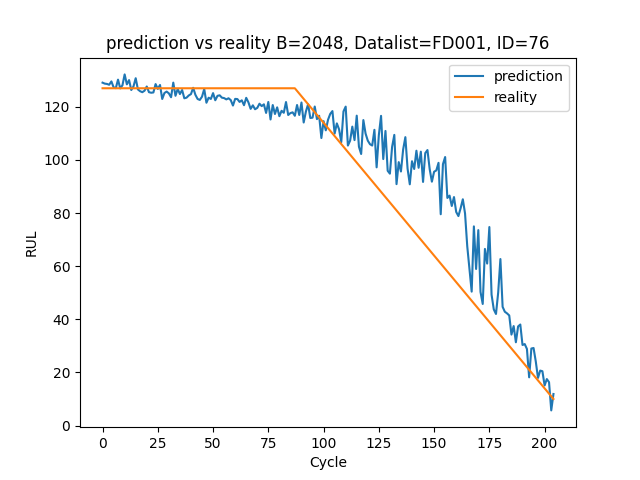 prediction vs reality B=2048, Datalist=FD001, ID=76
prediction
reality
RUL
120
100
80
60
40
20
0
0 25 50 75 100 125 150 175 200
Cycle